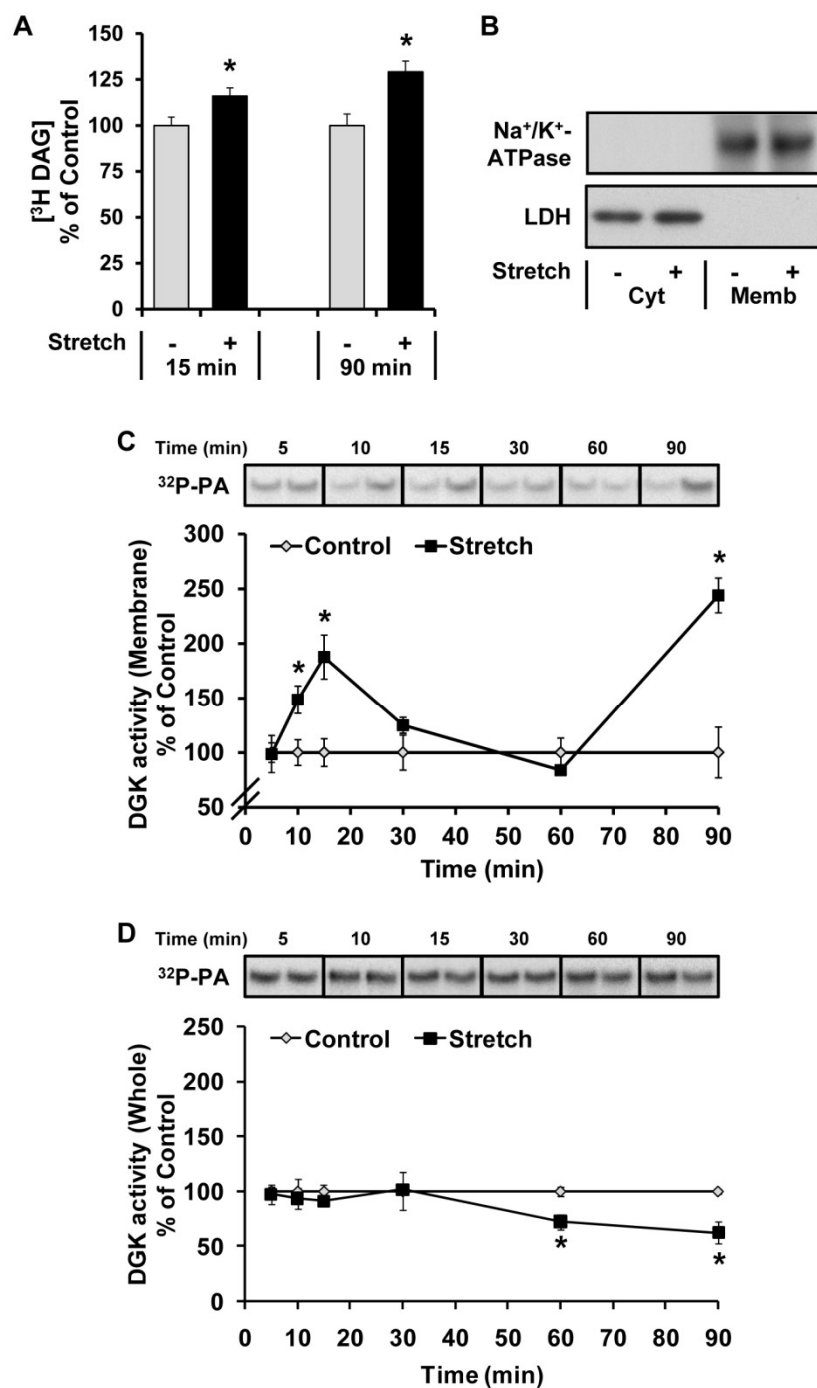 A
[³H DAG]
% of Control
150
125
100
75
50
25
0
*
*
Stretch - + - +
15 min 90 min
B
Na⁺/K⁺-
ATPase
LDH
Stretch - + - +
Cyt Memb
C
Time (min) 5 10 15 30 60 90
³²P-PA
DGK activity (Membrane)
% of Control
300
250
200
150
100
50
Control Stretch
*
*
*
0 10 20 30 40 50 60 70 80 90
Time (min)
D
Time (min) 5 10 15 30 60 90
³²P-PA
DGK activity (Whole)
% of Control
250
200
150
100
50
0
Control Stretch
*
*
0 10 20 30 40 50 60 70 80 90
Time (min)